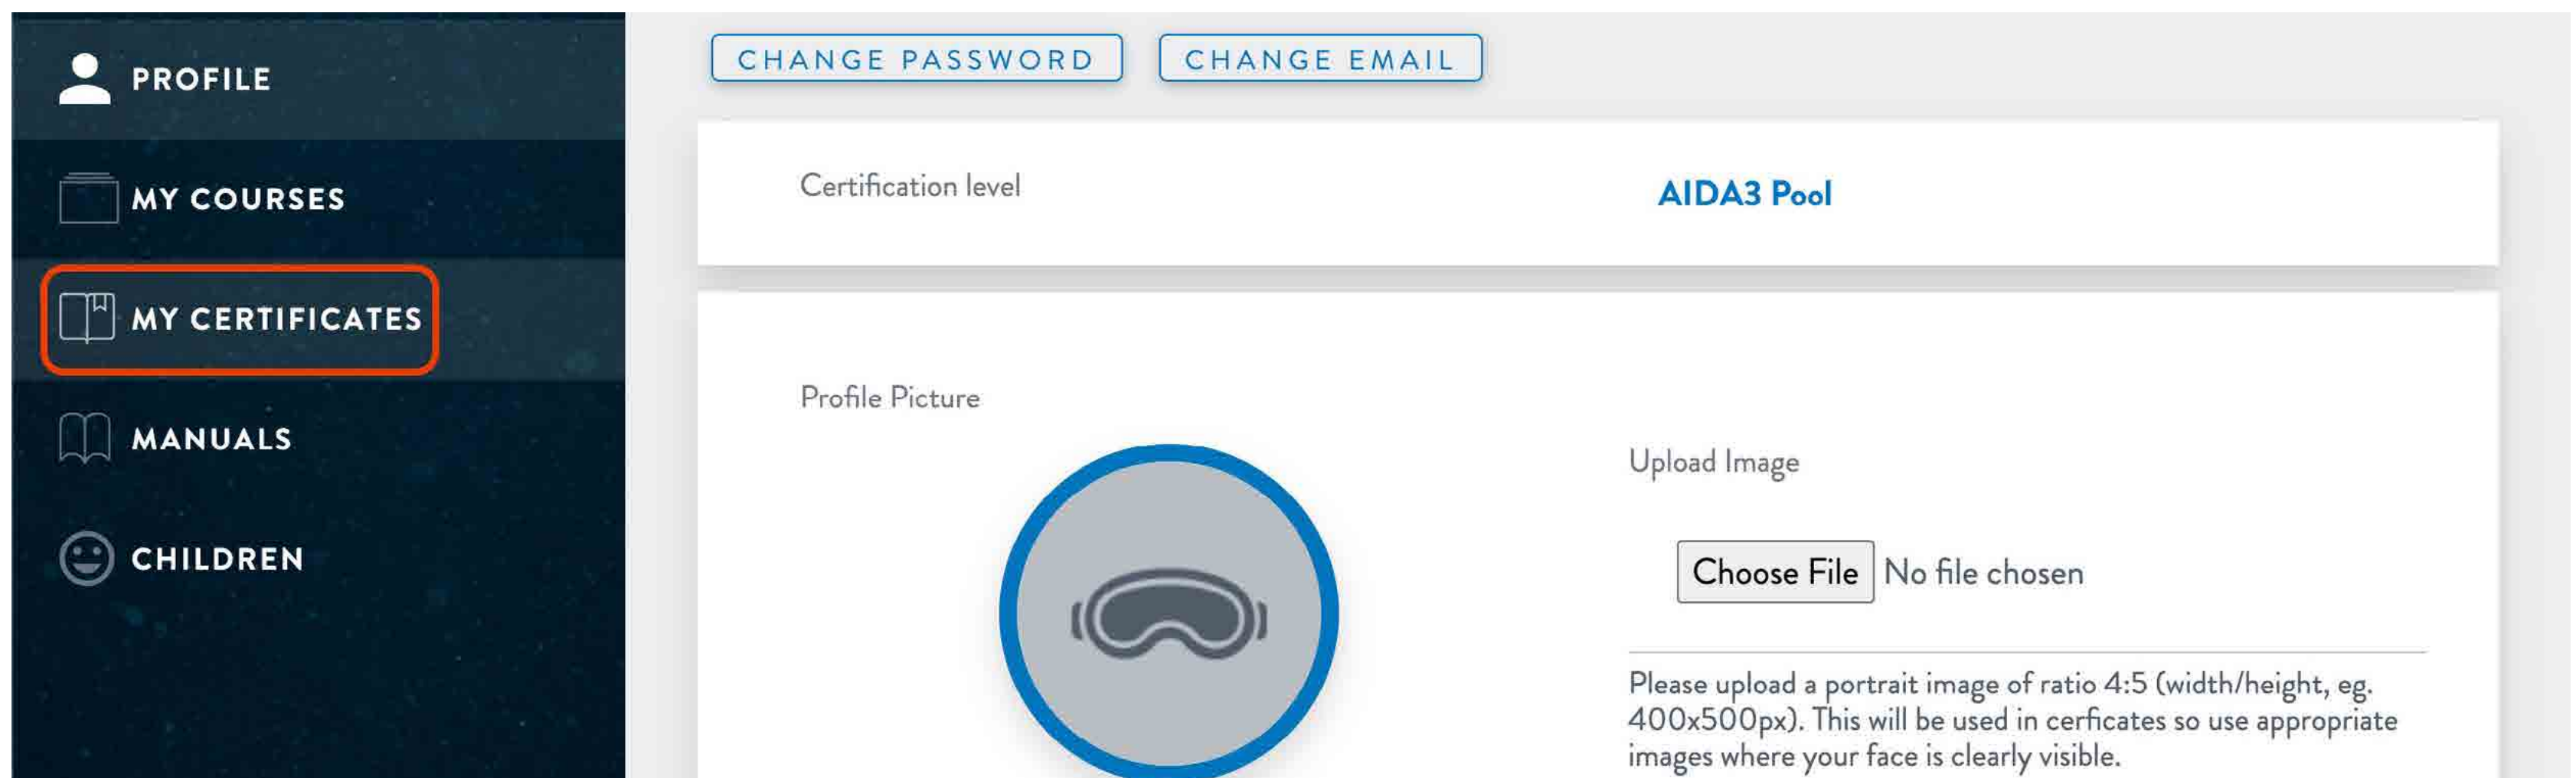 PROFILE
MY COURSES
MY CERTIFICATES
MANUALS
CHILDREN
CHANGE PASSWORD
CHANGE EMAIL
Certification level
AIDA3 Pool
Profile Picture
Upload Image
Choose File No file chosen
Please upload a portrait image of ratio 4:5 (width/height, eg.
400x500px). This will be used in cerficates so use appropriate
images where your face is clearly visible.